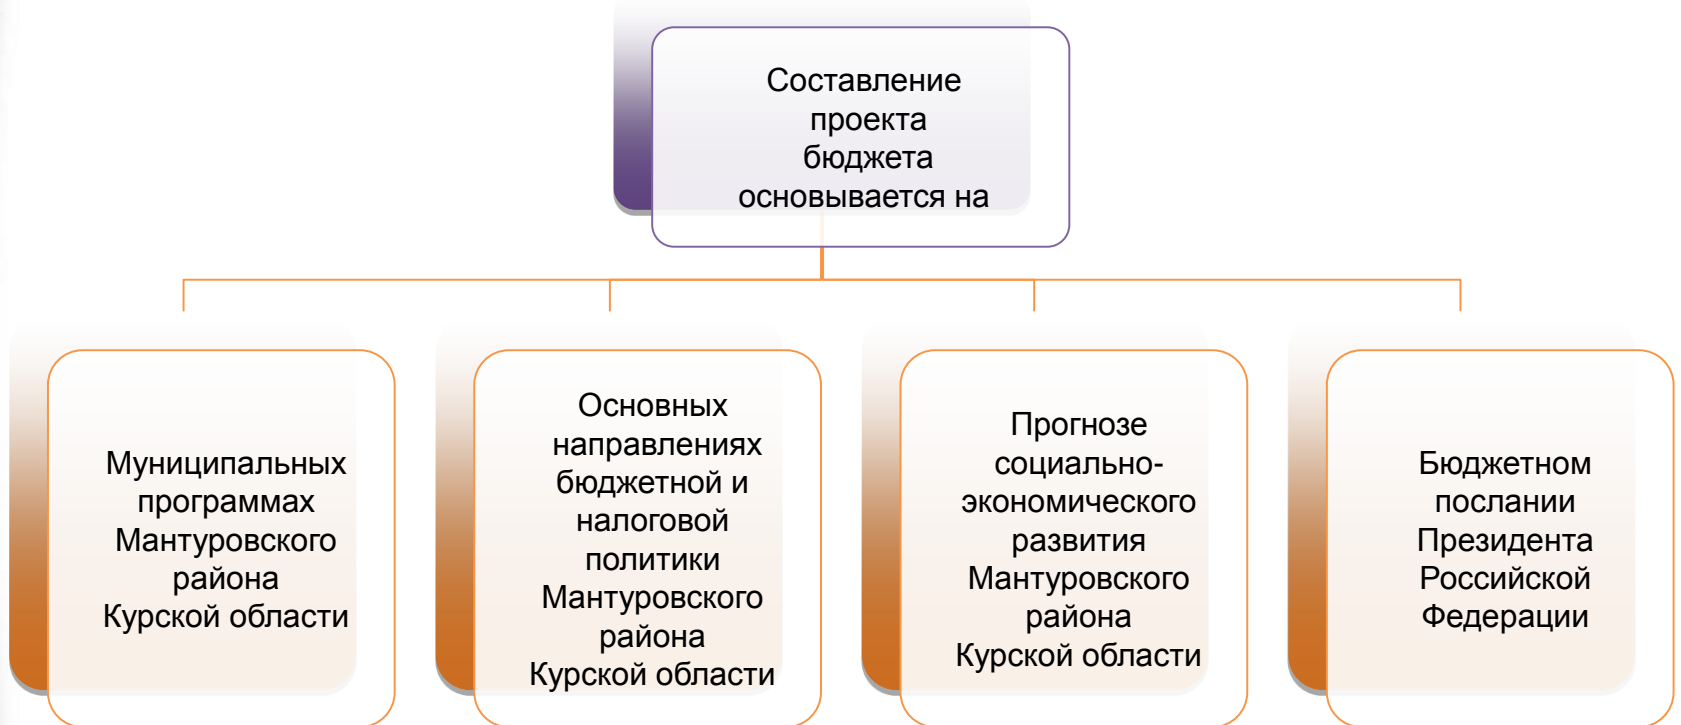 Составление
проекта
бюджета
основывается на
Муниципальных
программах
Мантуровского
района
Курской области
Основных
направлениях
бюджетной и
налоговой
политики
Мантуровского
района
Курской области
Прогнозе
социально-
экономического
развития
Мантуровского
района
Курской области
Бюджетном
послании
Президента
Российской
Федерации